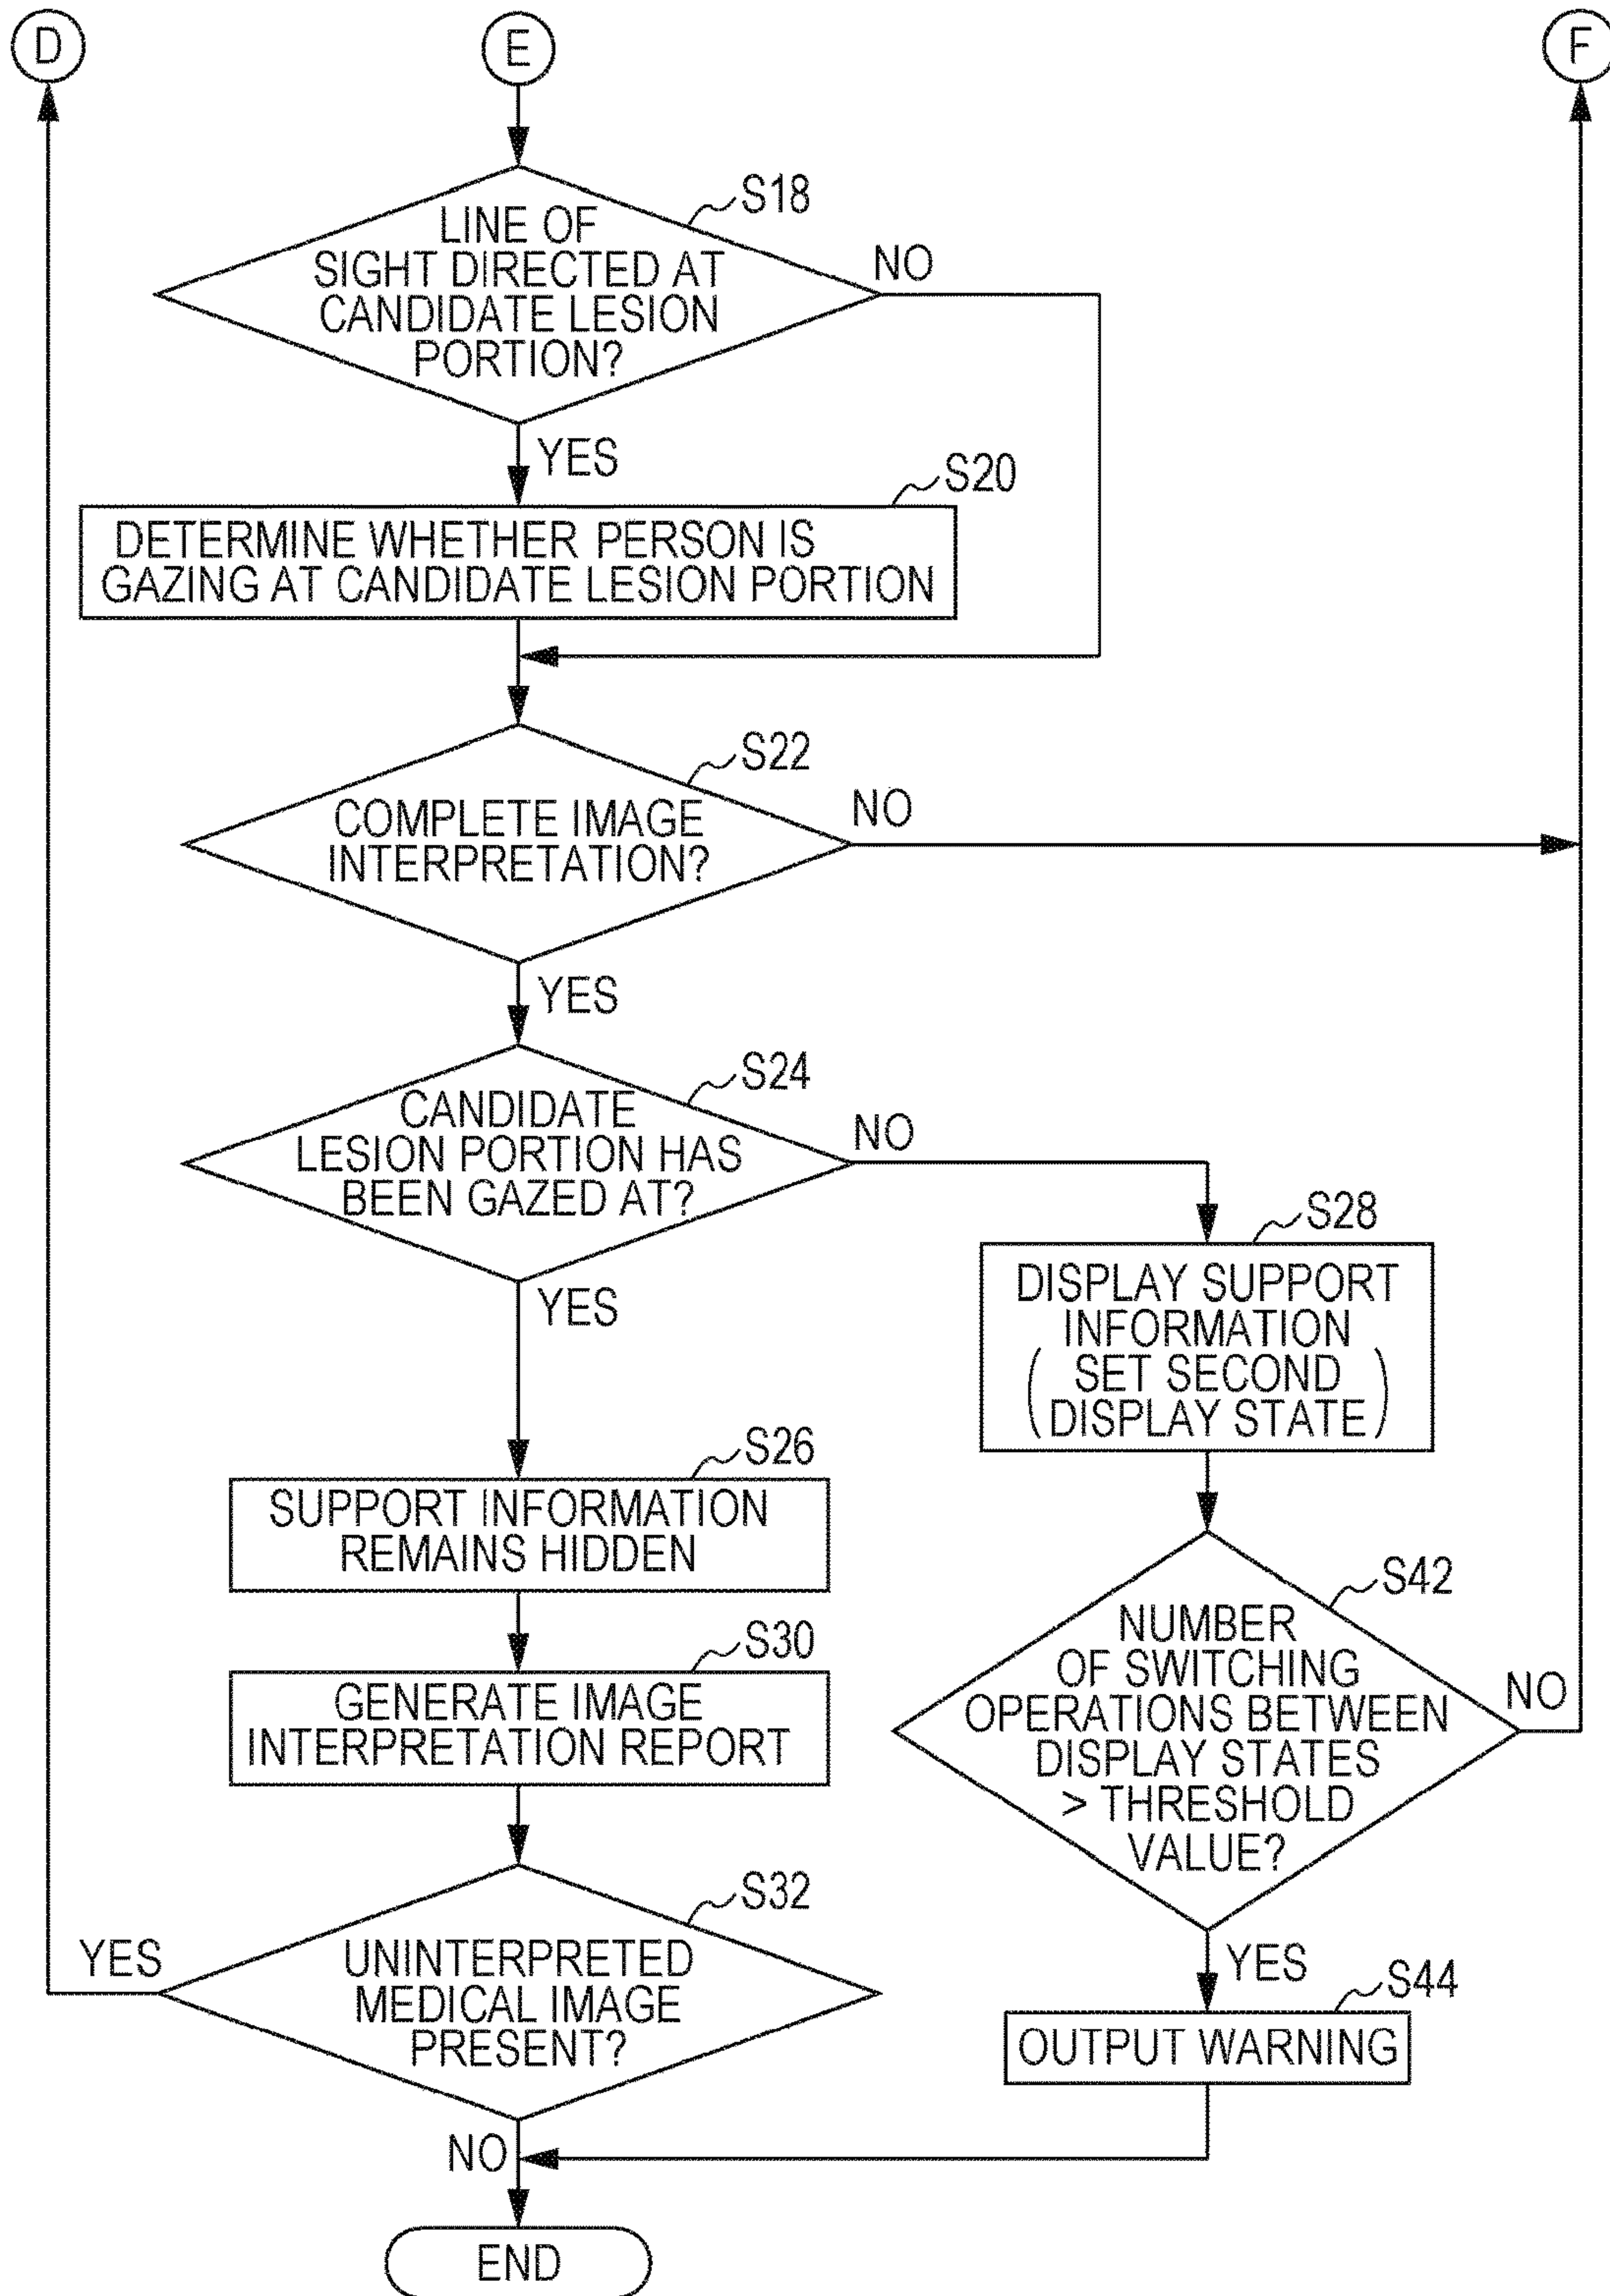 D
E
F
S18
LINE OF
SIGHT DIRECTED AT
CANDIDATE LESION
PORTION?
NO
YES
S20
DETERMINE WHETHER PERSON IS
GAZING AT CANDIDATE LESION PORTION
S22
COMPLETE IMAGE
INTERPRETATION?
NO
YES
S24
CANDIDATE
LESION PORTION HAS
BEEN GAZED AT?
NO
YES
S28
DISPLAY SUPPORT
INFORMATION
(SET SECOND
DISPLAY STATE)
S26
SUPPORT INFORMATION
REMAINS HIDDEN
S42
NUMBER
OF SWITCHING
OPERATIONS BETWEEN
DISPLAY STATES
> THRESHOLD
VALUE?
NO
YES
S30
GENERATE IMAGE
INTERPRETATION REPORT
S32
UNINTERPRETED
MEDICAL IMAGE
PRESENT?
YES
NO
S44
OUTPUT WARNING
END